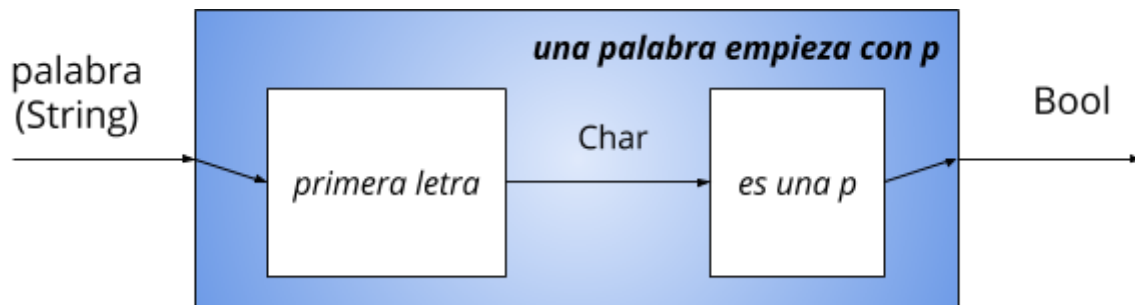 una palabra empieza con p
palabra
(String)
primera letra
Char
es una p
Bool